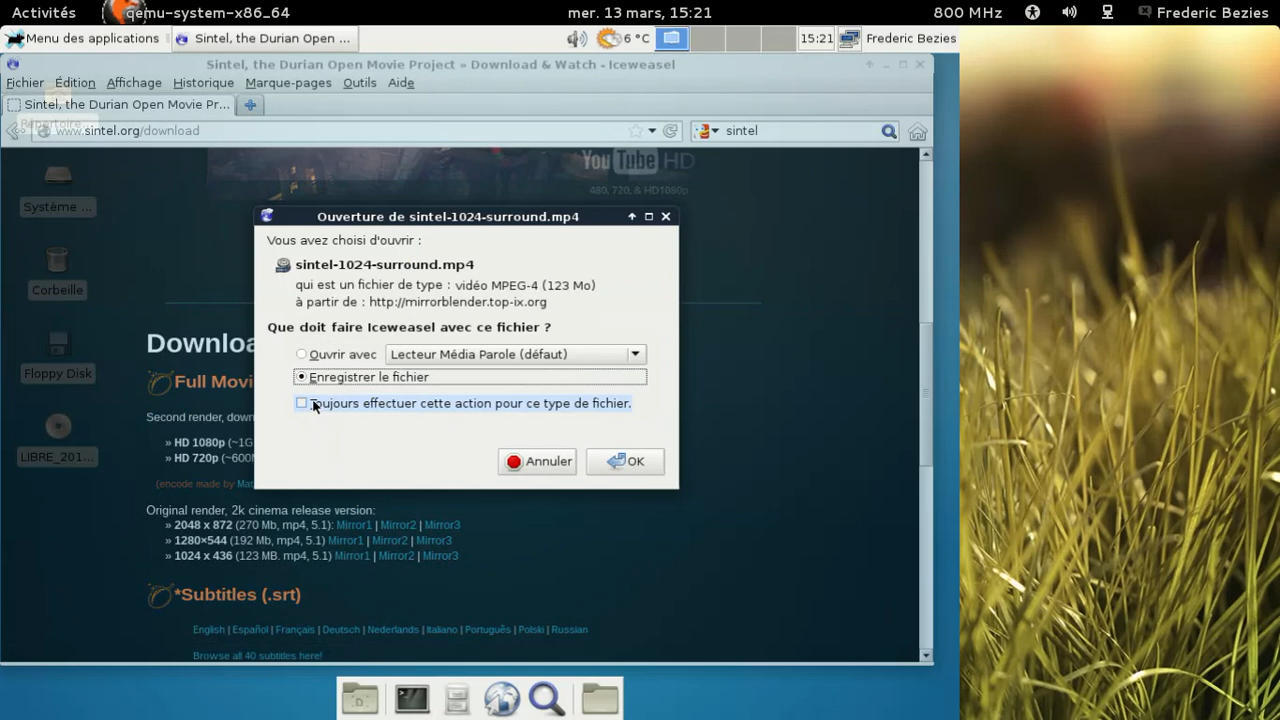 Activités
qemu-system-x86_64
mer. 13 mars, 15:21
800 MHz
Frederic Bezies
Menu des applications
Sintel, the Durian Open ...
6 °C
15:21
Frederic Bezies
Sintel, the Durian Open Movie Project » Download & Watch - Iceweasel
Fichier Édition Affichage Historique Marque-pages Outils Aide
Sintel, the Durian Open Movie Pr...
Répertoire...
www.sintel.org/download
sintel
You Tube HD
480, 720, & HD1080p
Système ...
Corbeille
Floppy Disk
LIBRE_201...
Ouverture de sintel-1024-surround.mp4
Vous avez choisi d'ouvrir :
sintel-1024-surround.mp4
qui est un fichier de type : vidéo MPEG-4 (123 Mo)
à partir de : http://mirrorblender.top-ix.org
Que doit faire Iceweasel avec ce fichier ?
Ouvrir avec
Lecteur Média Parole (défaut)
Enregistrer le fichier
Toujours effectuer cette action pour ce type de fichier.
Annuler
OK
Full Movi
Second render, down
» HD 1080p (~1G
» HD 720p (~600
(encode made by
Original render, 2k cinema release version:
» 2048 x 872 (270 Mb, mp4, 5.1): Mirror1 | Mirror2 | Mirror3
» 1280×544 (192 Mb, mp4, 5.1) Mirror1 | Mirror2 | Mirror3
» 1024 x 436 (123 MB. mp4, 5.1) Mirror1 | Mirror2 | Mirror3
*Subtitles (.srt)
English | Español | Français | Deutsch | Nederlands | Italiano | Português | Polski | Russian
Browse all 40 subtitles here!